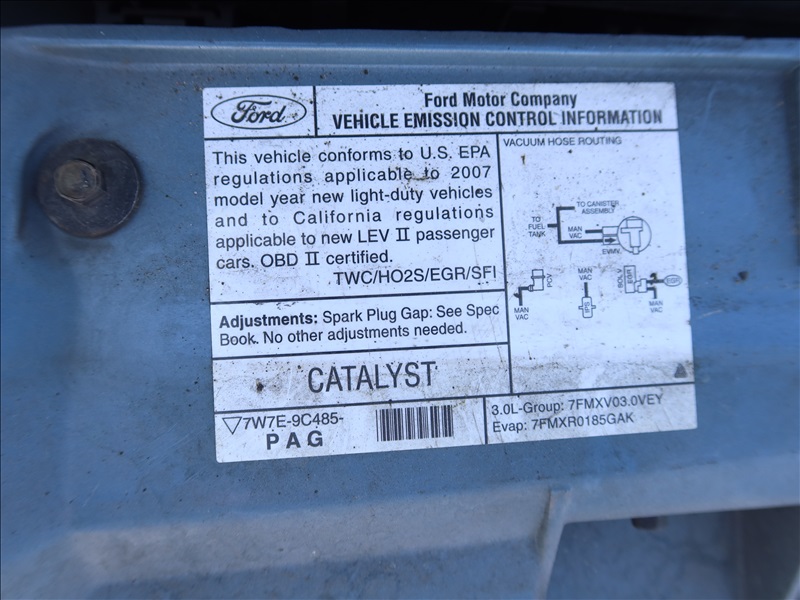 Ford
Ford Motor Company
VEHICLE EMISSION CONTROL INFORMATION
This vehicle conforms to U.S. EPA
regulations applicable to 2007
model year new light-duty vehicles
and to California regulations
applicable to new LEV II passenger
cars. OBD II certified.
TWC/HO2S/EGR/SFI
Adjustments: Spark Plug Gap: See Spec
Book. No other adjustments needed.
CATALYST
7W7E-9C485-
PAG
VACUUM HOSE ROUTING
TO CANISTER
ASSEMBLY
TO
FUEL
TANK
MAN
VAC
EVMV
PCV
MAN
VAC
MAN
VAC
EGR
MAN
VAC
3.0L-Group: 7FMXV03.0VEY
Evap: 7FMXR0185GAK